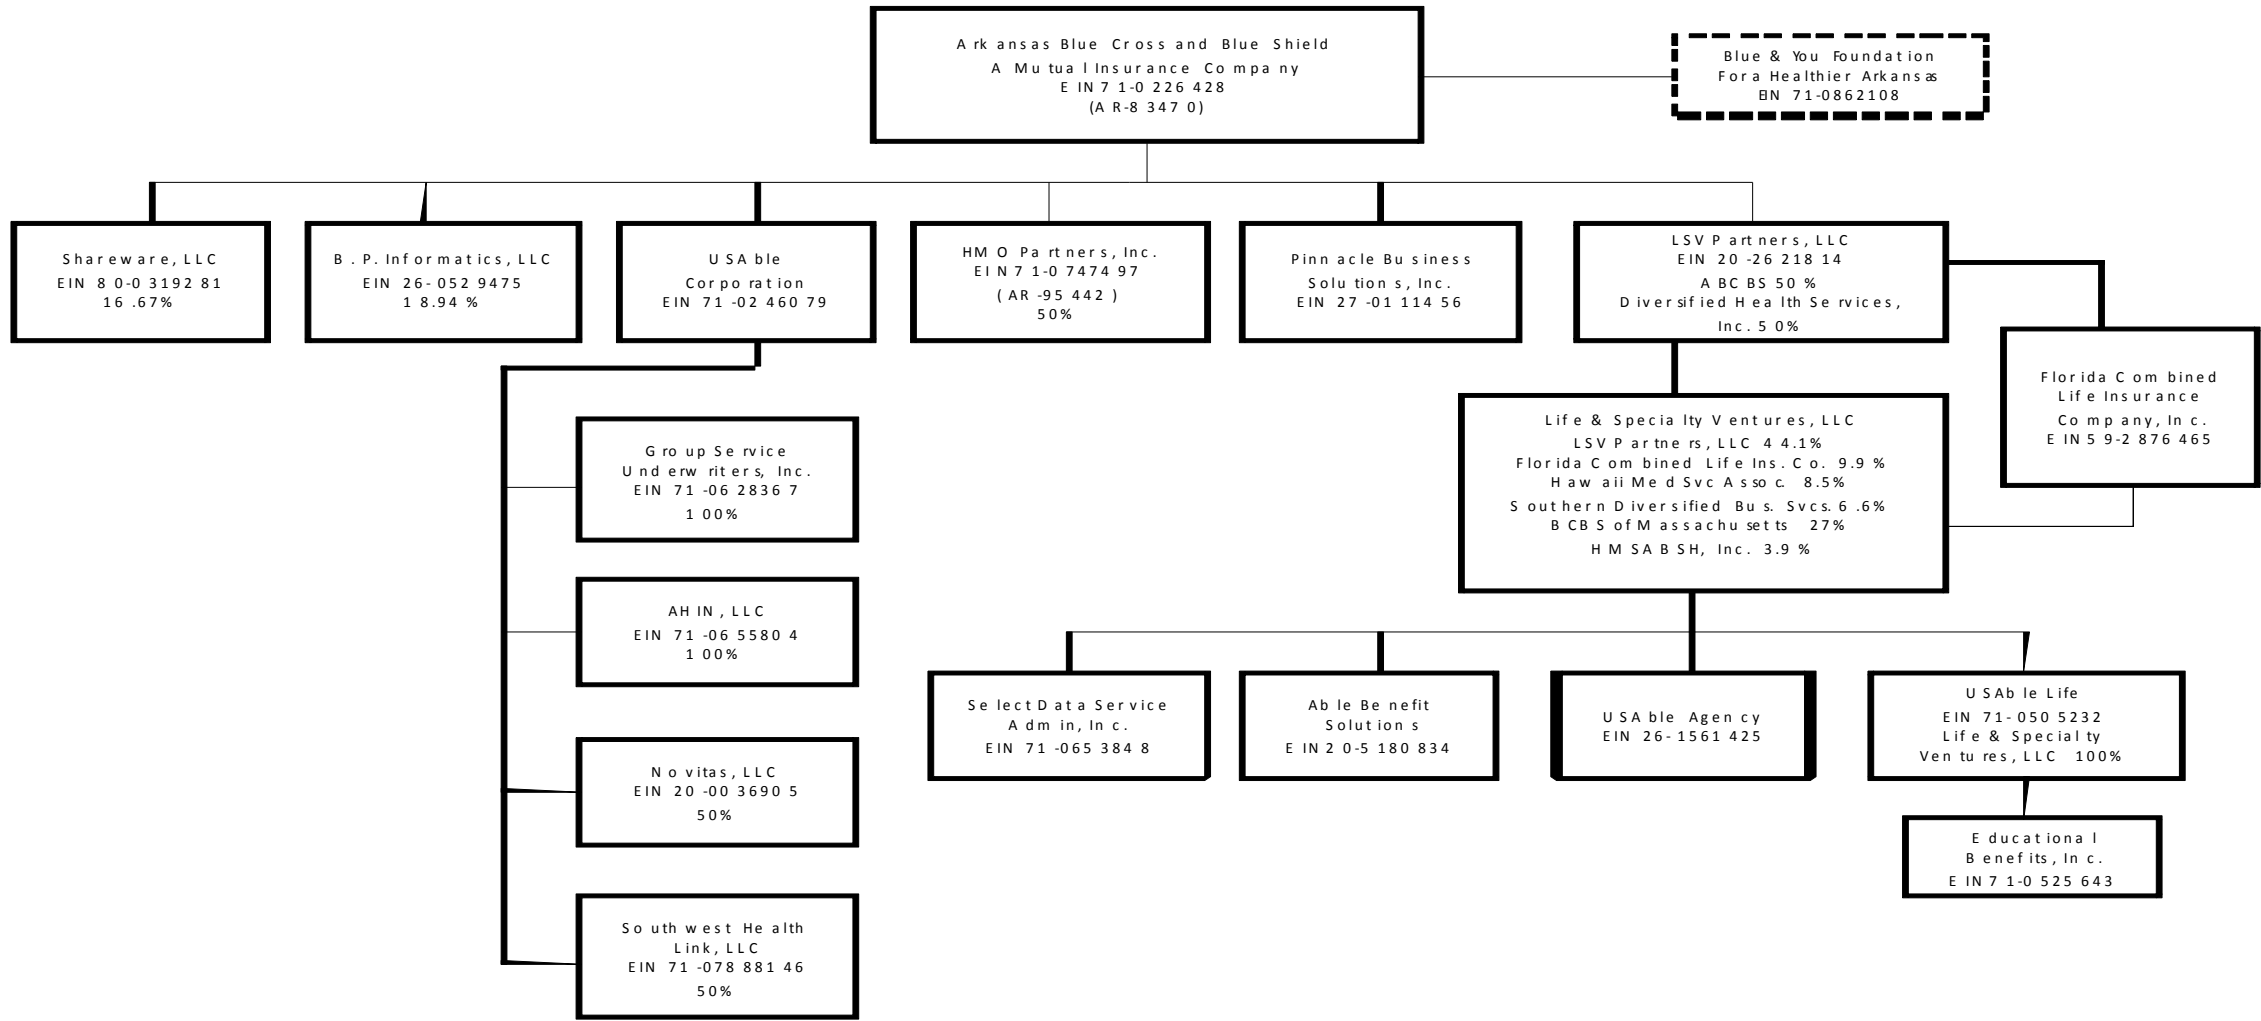 Arkansas Blue Cross and Blue Shield
A Mutual Insurance Company
EIN 71-0226428
(AR-83470)
Blue & You Foundation
For a Healthier Arkansas
EIN 71-0862108
Shareware, LLC
EIN 80-0319281
16.67%
B.P. Informatics, LLC
EIN 26-0529475
18.94%
USAble
Corporation
EIN 71-0246079
HMO Partners, Inc.
EIN 71-0747497
(AR-95442)
50%
Pinnacle Business
Solutions, Inc.
EIN 27-0111456
LSV Partners, LLC
EIN 20-2621814
ABCBS 50%
Diversified Health Services,
Inc. 50%
Florida Combined
Life Insurance
Company, Inc.
EIN 59-2876465
Life & Specialty Ventures, LLC
LSV Partners, LLC 44.1%
Florida Combined Life Ins. Co. 9.9%
Hawaii Med Svc Assoc. 8.5%
Southern Diversified Bus. Svcs. 6.6%
BCBS of Massachusetts 27%
HMSA BSH, Inc. 3.9%
Group Service
Underwriters, Inc.
EIN 71-0628367
100%
AHIN, LLC
EIN 71-0655804
100%
Novitas, LLC
EIN 20-0036905
50%
Southwest Health
Link, LLC
EIN 71-07888146
50%
Select Data Service
Admin, Inc.
EIN 71-0653848
Able Benefit
Solutions
EIN 20-5180834
USAble Agency
EIN 26-1561425
USAble Life
EIN 71-0505232
Life & Specialty
Ventures, LLC 100%
Educational
Benefits, Inc.
EIN 71-0525643